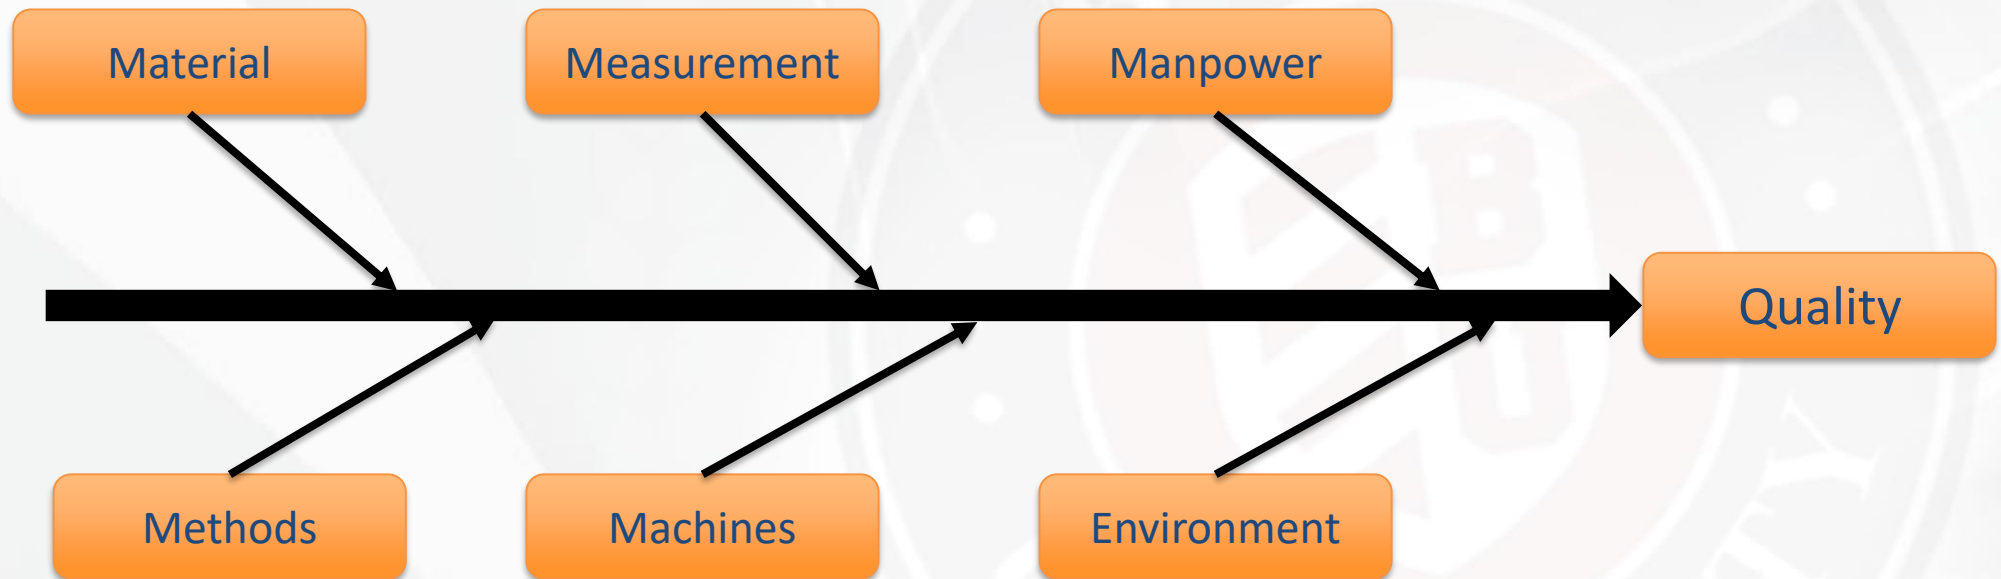 Material
Measurement
Manpower
Quality
Methods
Machines
Environment